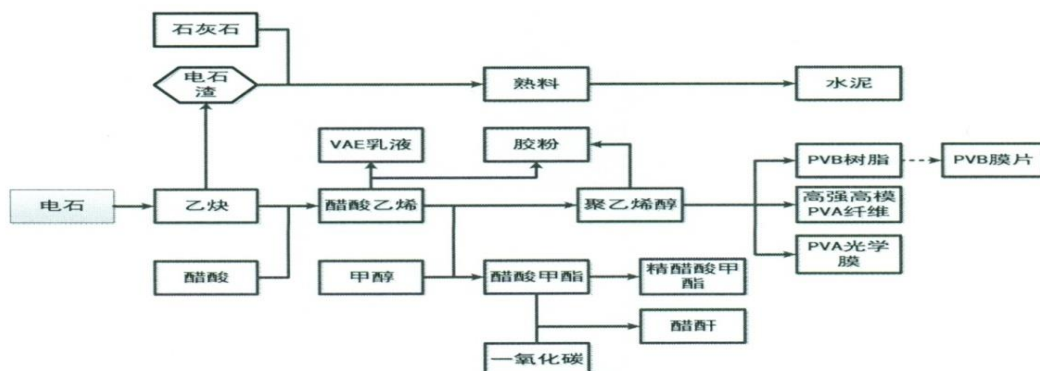 石灰石
电石
渣
熟料
水泥
VAE乳液
胶粉
PVB树脂
PVB膜片
电石
乙炔
醋酸乙烯
聚乙烯醇
高强高模
PVA纤维
醋酸
甲醇
醋酸甲酯
精醋酸甲
酯
PVA光学
膜
醋酐
一氧化碳